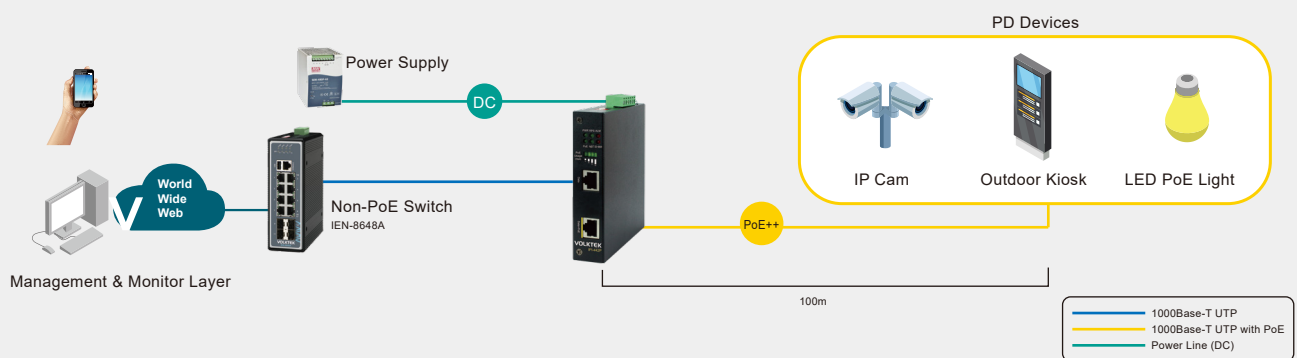 PD Devices
Power Supply
DC
World
Wide
Web
V
Non-PoE Switch
IEN-8648A
Management & Monitor Layer
VOLKTEK
PoE++
IP Cam
Outdoor Kiosk
LED PoE Light
100m
1000Base-T UTP
1000Base-T UTP with PoE
Power Line (DC)